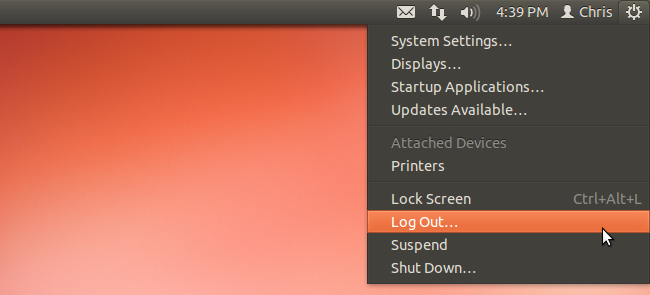 4:39 PM Chris
System Settings…
Displays…
Startup Applications…
Updates Available…
Attached Devices
Printers
Lock Screen Ctrl+Alt+L
Log Out…
Suspend
Shut Down…